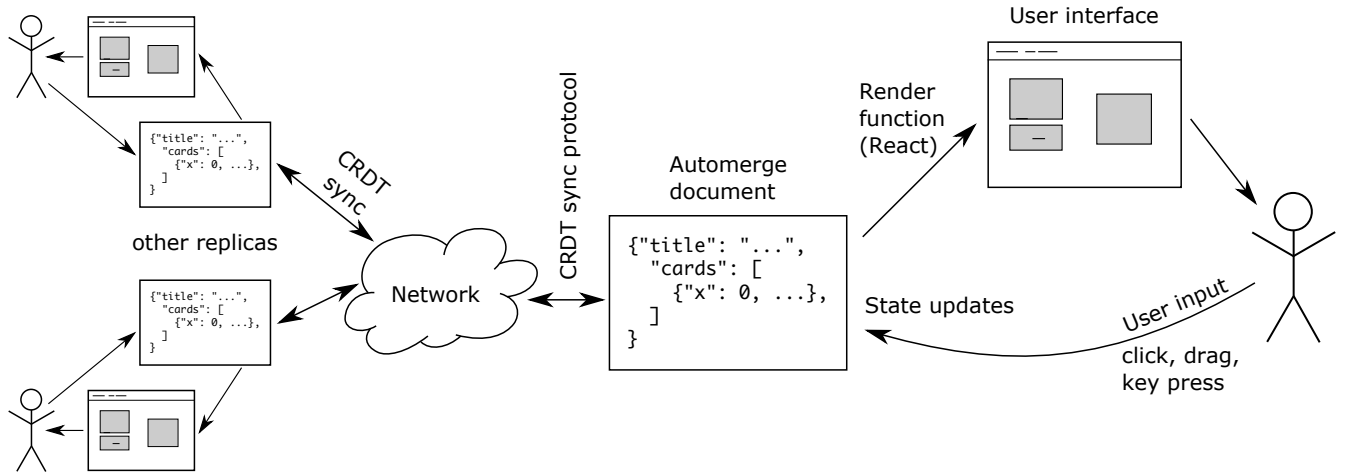 {"title": "...",
"cards": [
{"x": 0, ...},
]
}
CRDT
sync
other replicas
{"title": "...",
"cards": [
{"x": 0, ...},
]
}
Network
CRDT sync protocol
Automerge
document
{"title": "...",
"cards": [
{"x": 0, ...},
]
}
Render
function
(React)
User interface
State updates
User input
click, drag,
key press